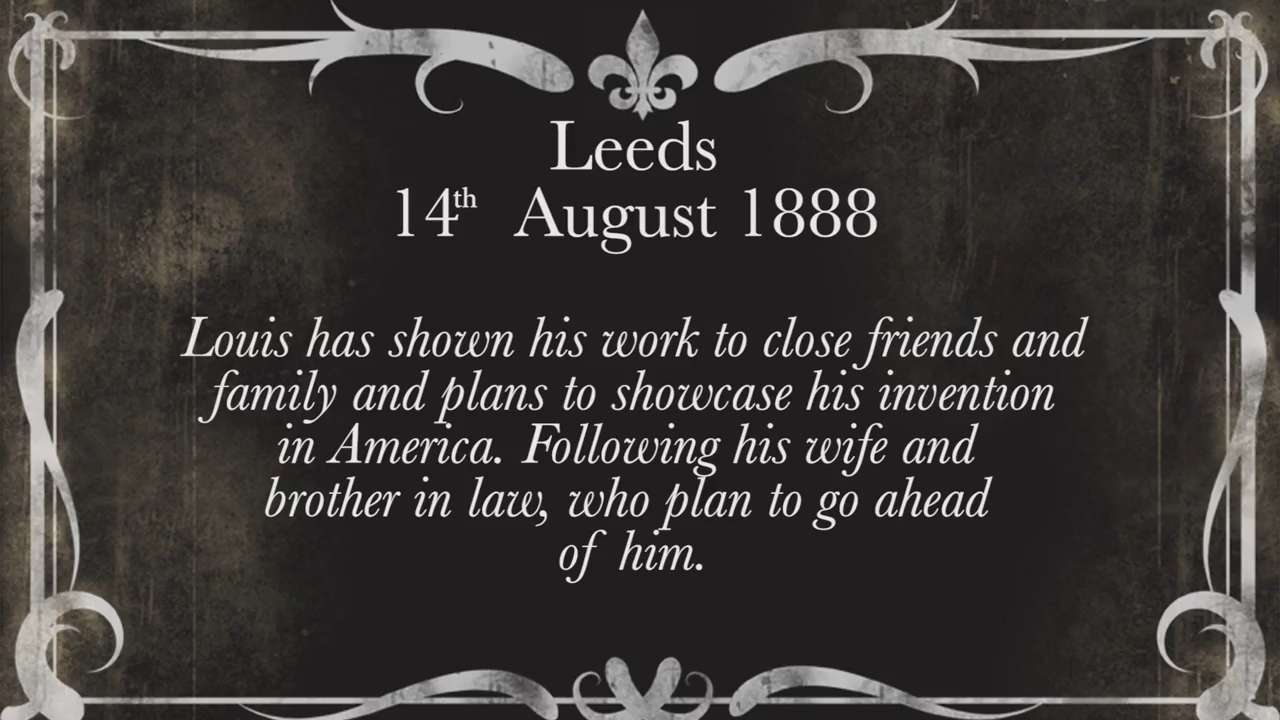 Leeds
14th August 1888
Louis has shown his work to close friends and
family and plans to showcase his invention
in America. Following his wife and
brother in law, who plan to go ahead
of him.